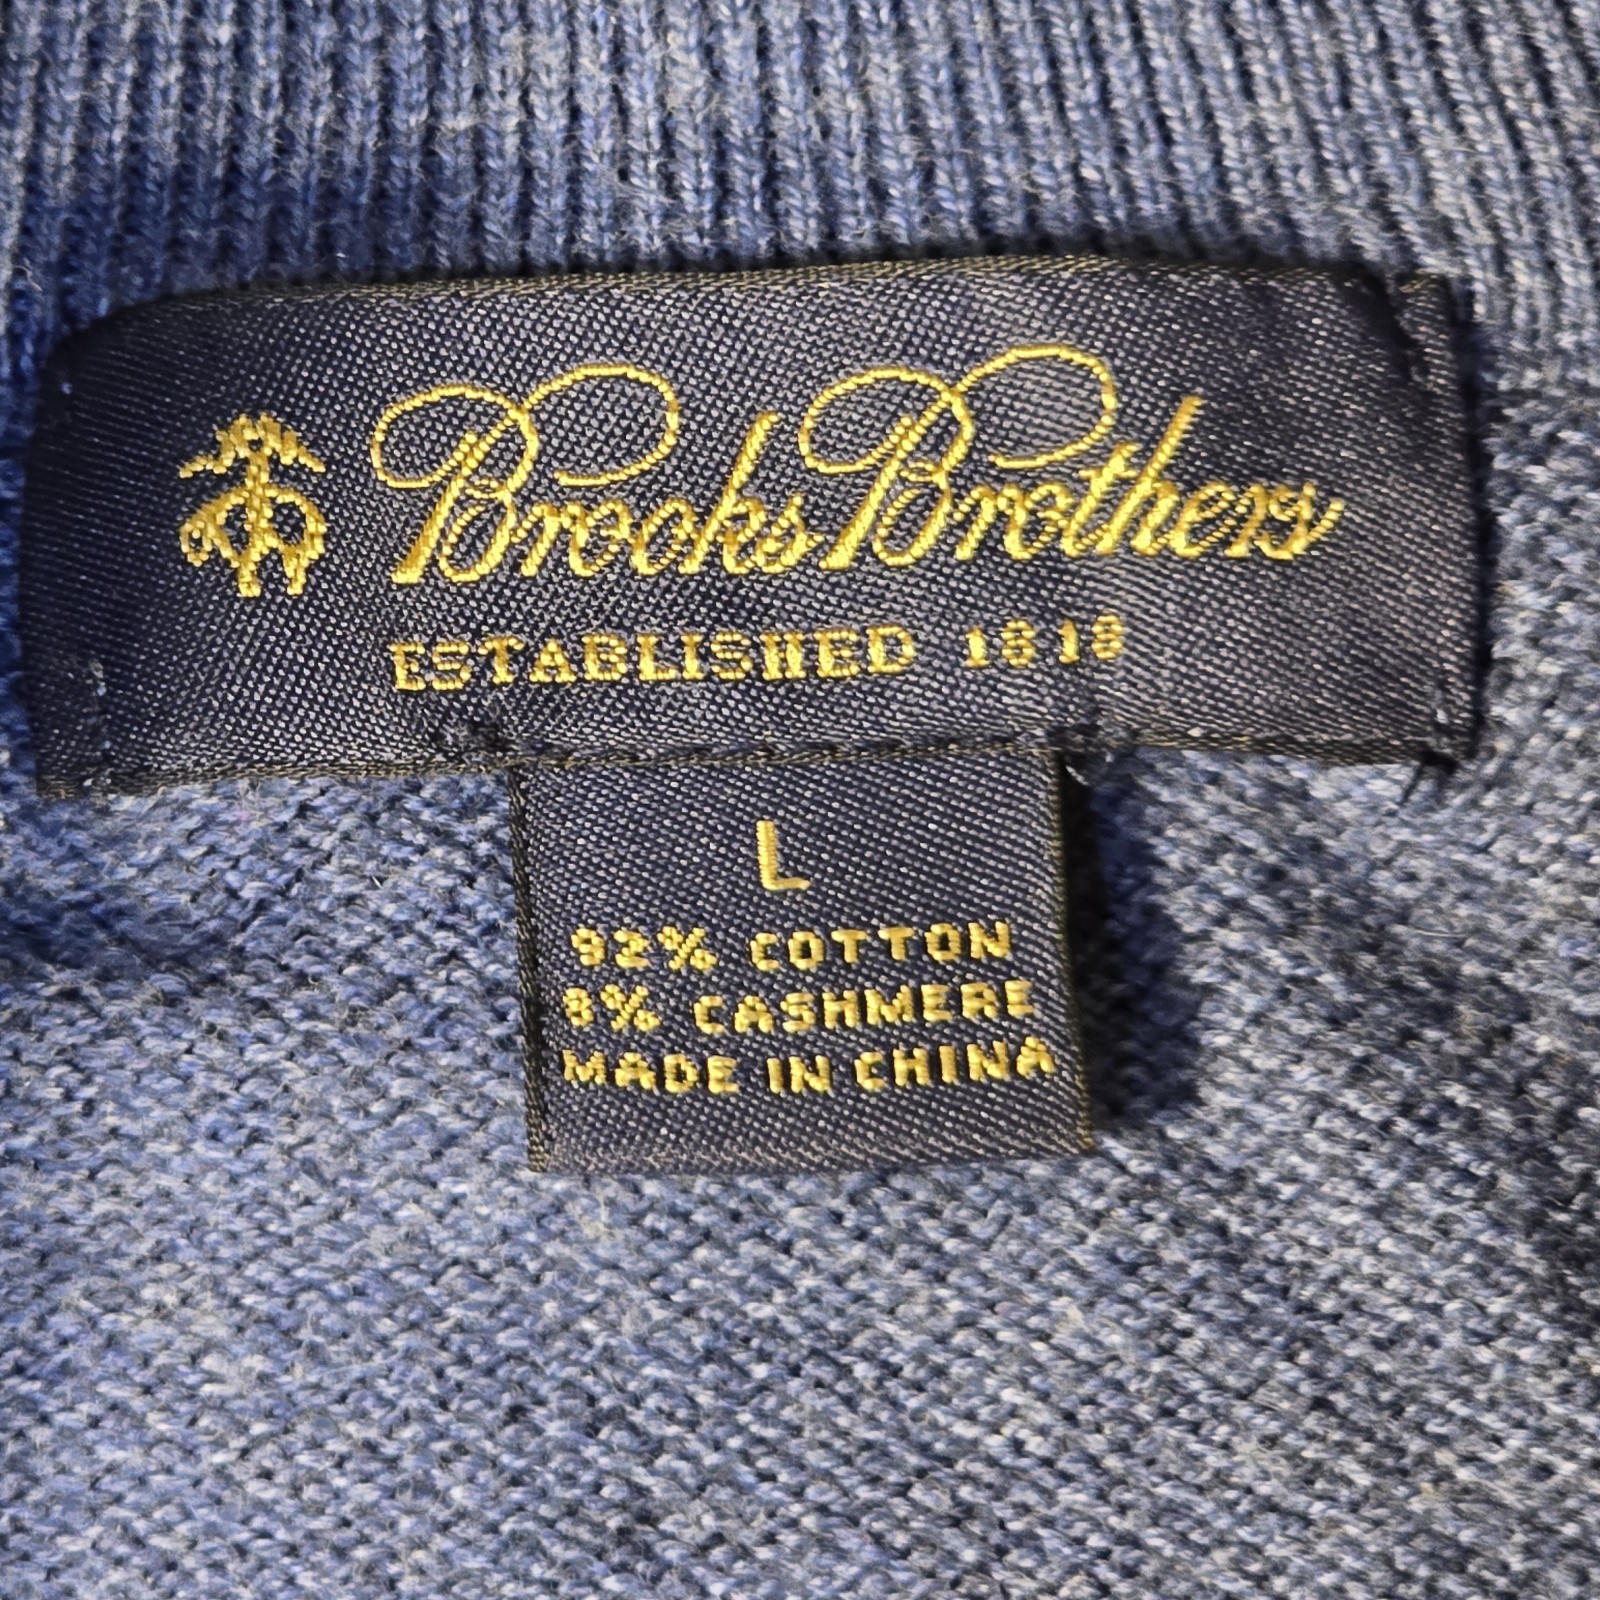 Brooks Brothers
ESTABLISHED 1818
L
92% COTTON
8% CASHMERE
MADE IN CHINA